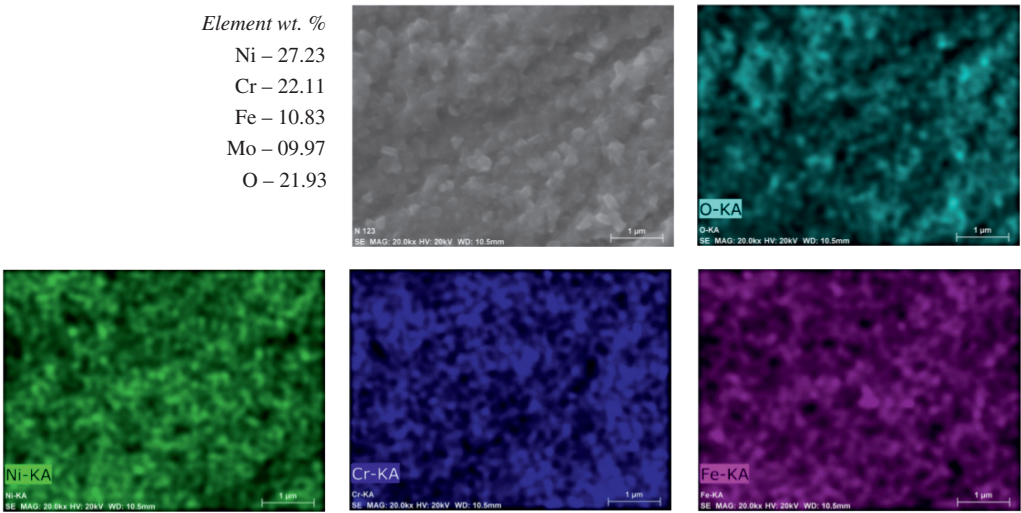 Element wt. %
Ni – 27.23
Cr – 22.11
Fe – 10.83
Mo – 09.97
O – 21.93
N 123
1 µm
SE MAG: 20.0kx HV: 20kV WD: 10.5mm
O-KA
O-KA
1 µm
SE MAG: 20.0kx HV: 20kV WD: 10.5mm
Ni-KA
Ni-KA
1 µm
SE MAG: 20.0kx HV: 20kV WD: 10.5mm
Cr-KA
Cr-KA
1 µm
SE MAG: 20.0kx HV: 20kV WD: 10.5mm
Fe-KA
Fe-KA
1 µm
SE MAG: 20.0kx HV: 20kV WD: 10.5mm